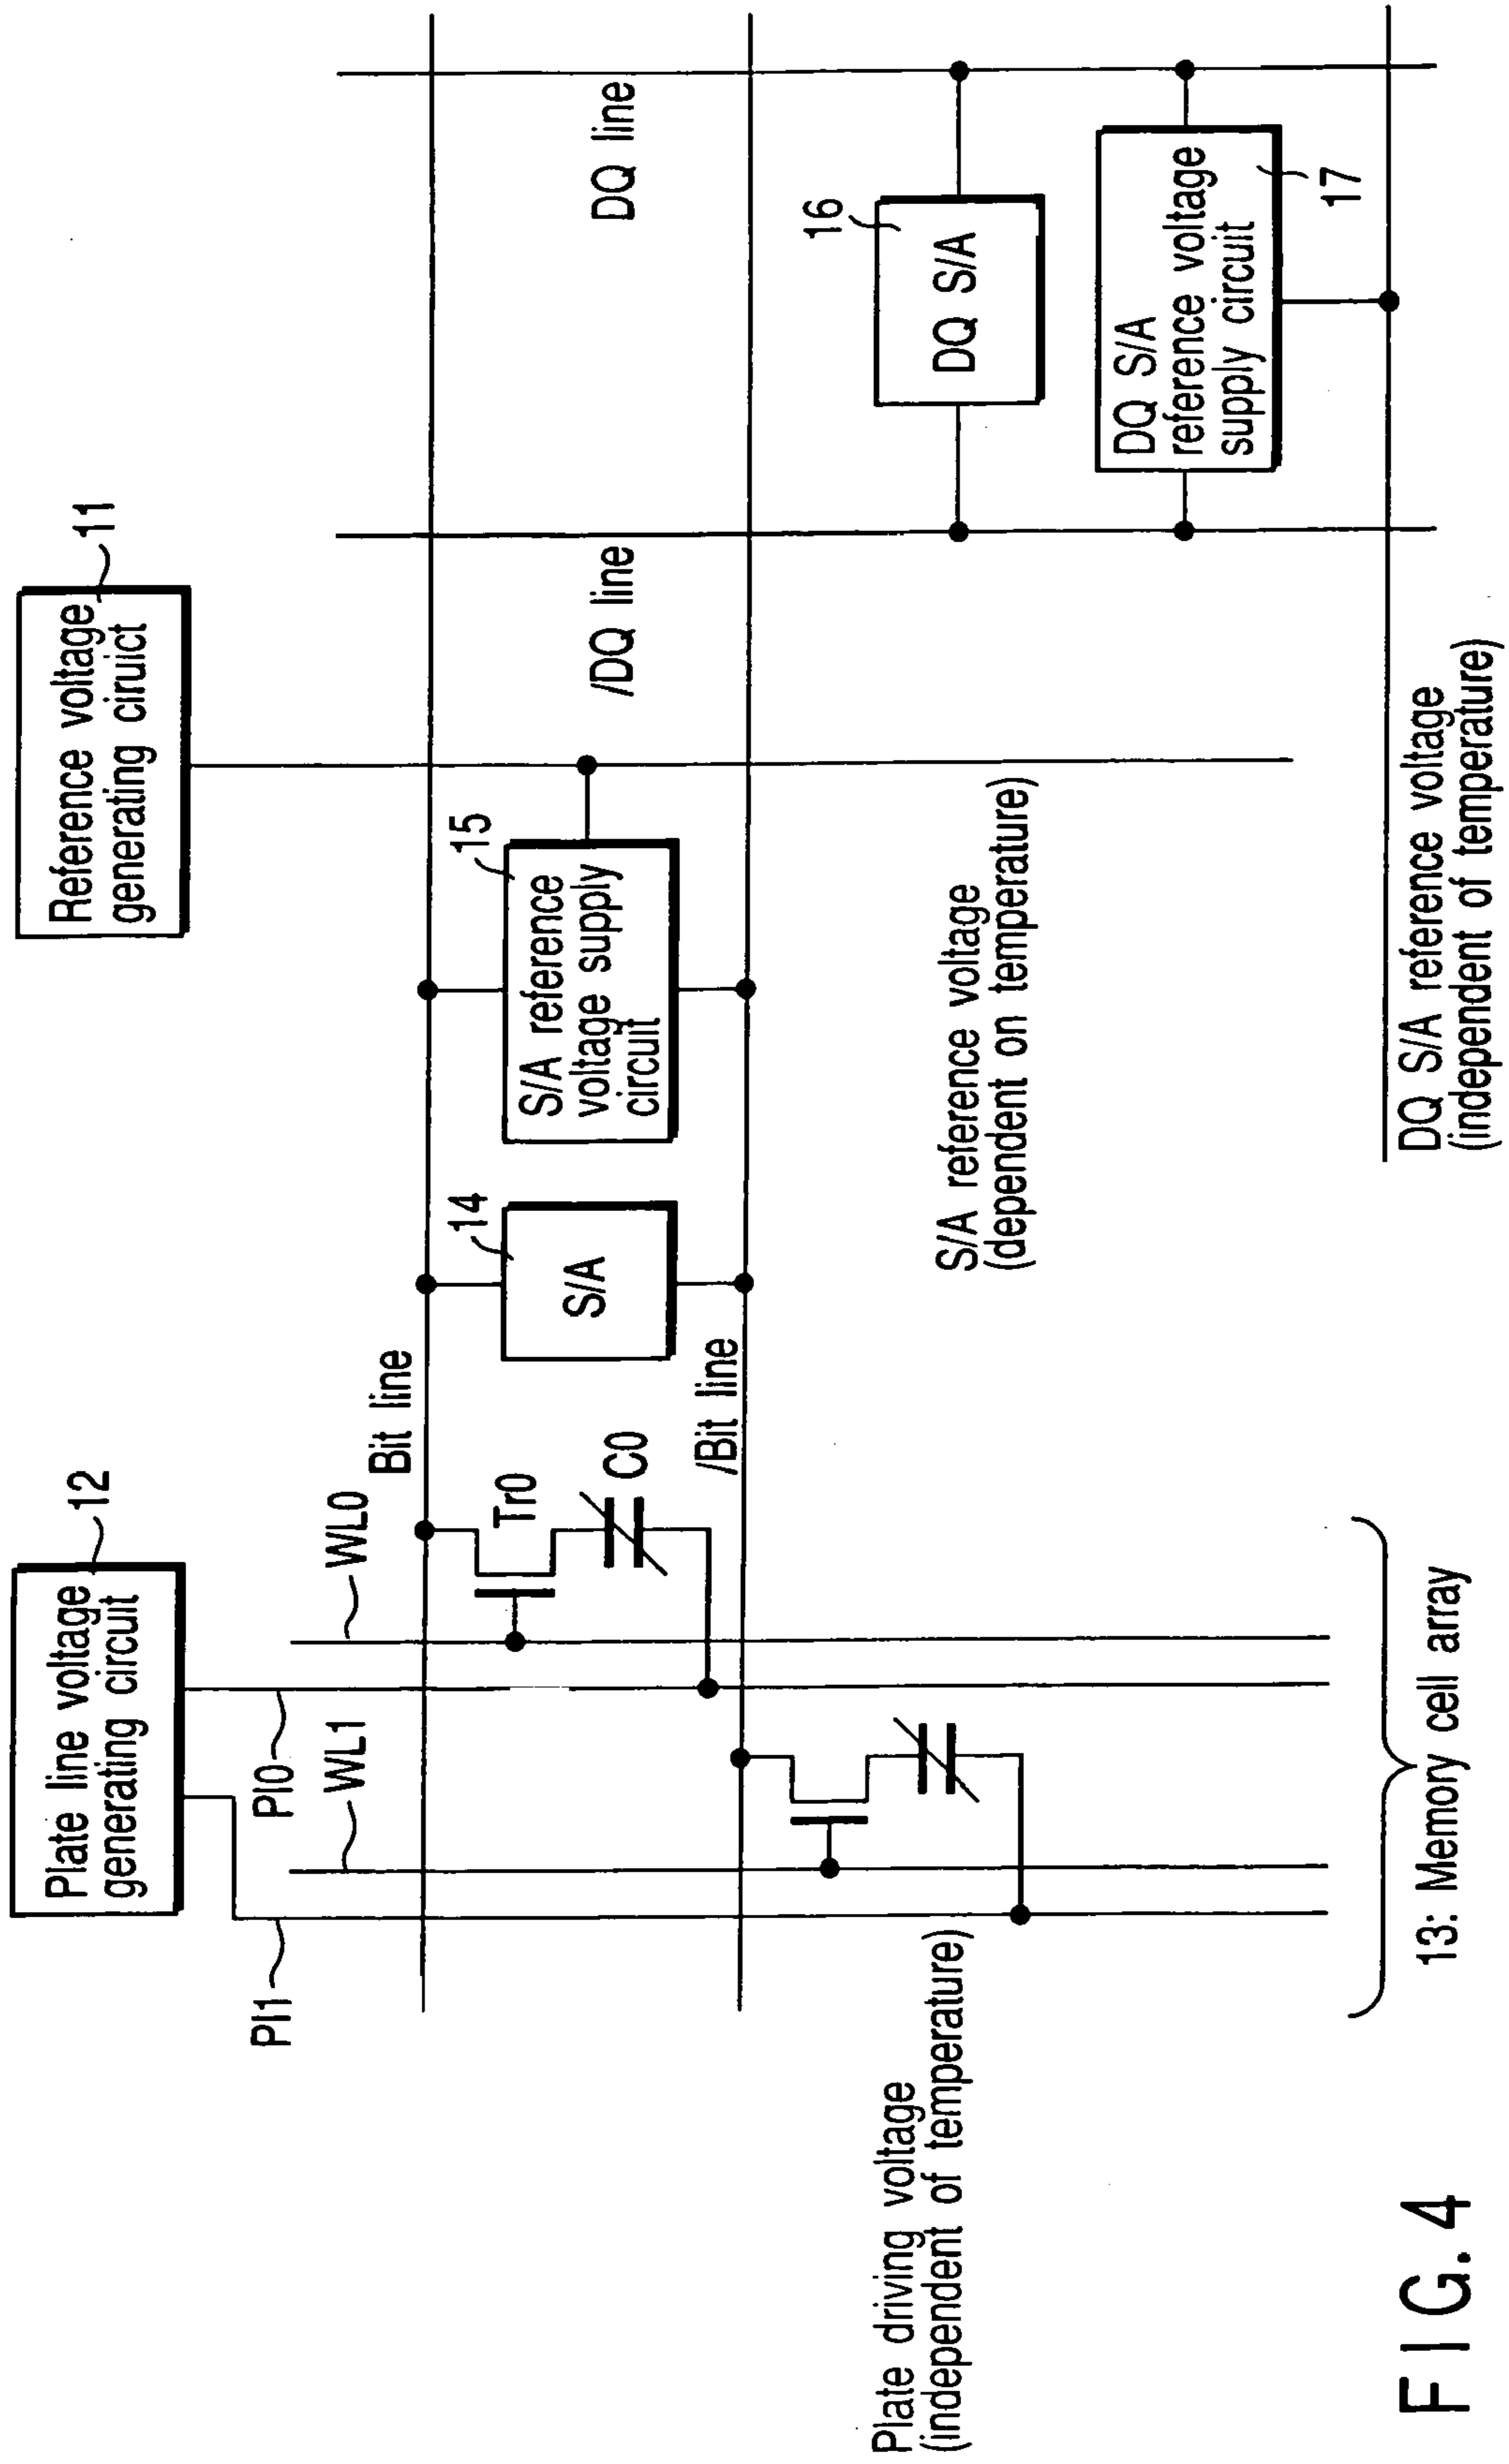 Plate line voltage
generating circuit
12
Reference voltage
generating ciruict
11
Pl1
Pl0
WL1
WL0
Bit line
Tr0
C0
/Bit line
14
S/A
15
S/A reference
voltage supply
circuit
/DQ line
DQ line
16
DQ S/A
DQ S/A
reference voltage
supply circuit
17
Plate driving voltage
(independent of temperature)
S/A reference voltage
(dependent on temperature)
DQ S/A reference voltage
(independent of temperature)
13: Memory cell array
FIG. 4